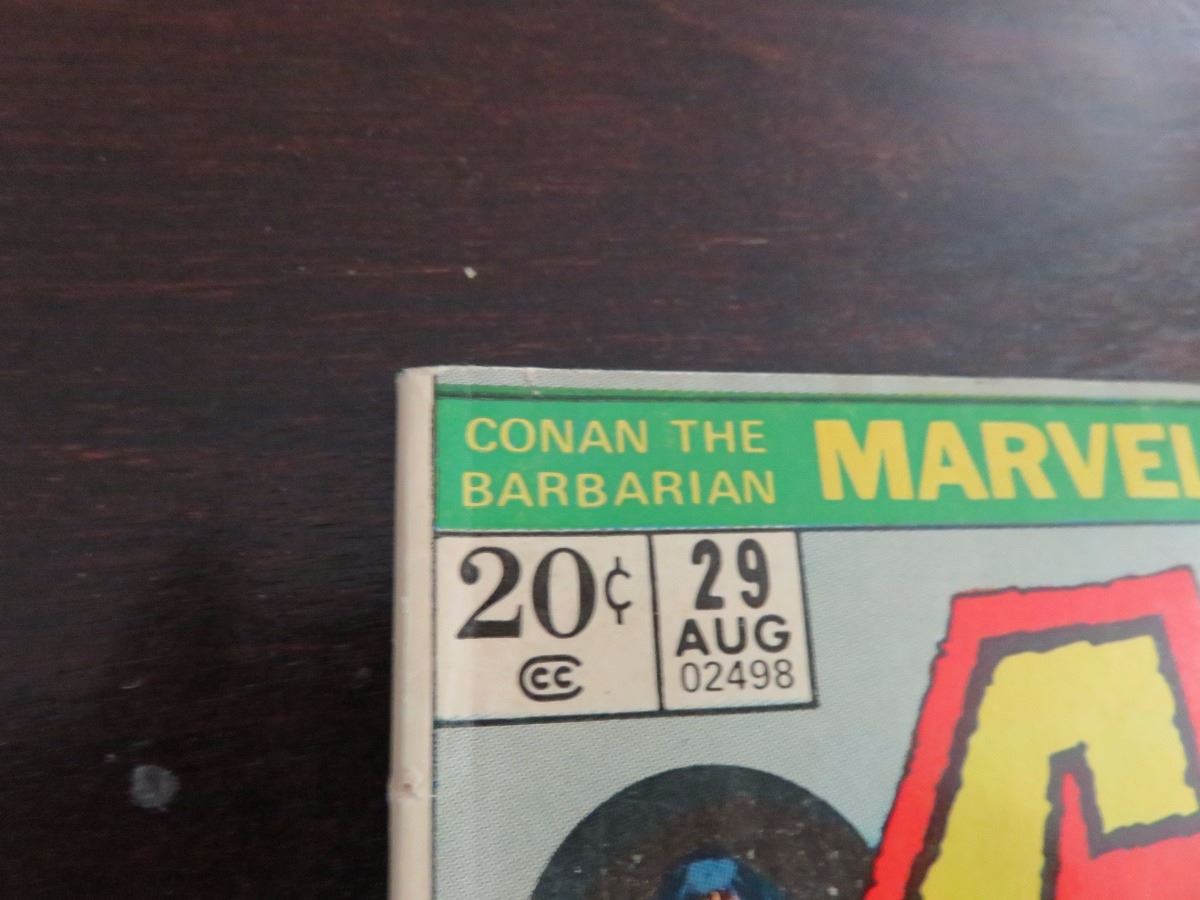 CONAN THE
BARBARIAN
MARVEL
20¢
CC
29
AUG
02498
C